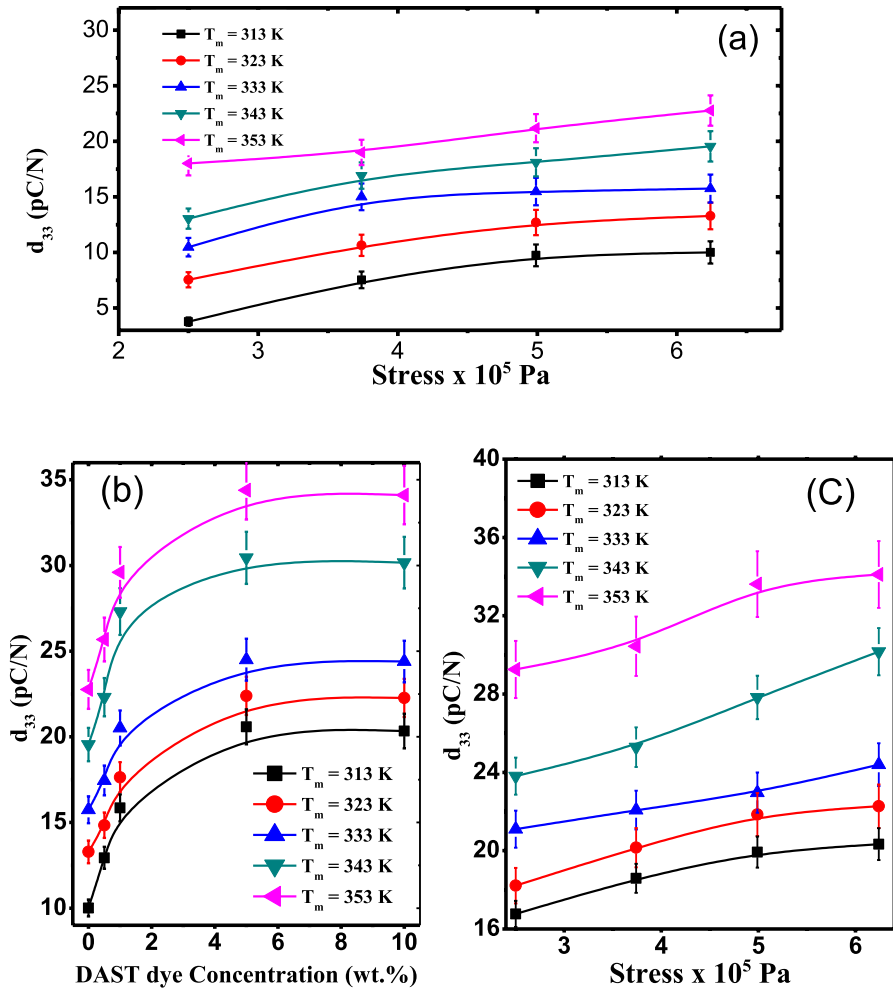 (a)
T_m = 313 K
T_m = 323 K
T_m = 333 K
T_m = 343 K
T_m = 353 K
30
25
20
15
10
5
d_33 (pC/N)
2 3 4 5 6
Stress x 10^5 Pa
(b)
35
30
25
20
15
10
d_33 (pC/N)
T_m = 313 K
T_m = 323 K
T_m = 333 K
T_m = 343 K
T_m = 353 K
0 2 4 6 8 10
DAST dye Concentration (wt.%)
(C)
T_m = 313 K
T_m = 323 K
T_m = 333 K
T_m = 343 K
T_m = 353 K
40
36
32
28
24
20
16
d_33 (pC/N)
3 4 5 6
Stress x 10^5 Pa